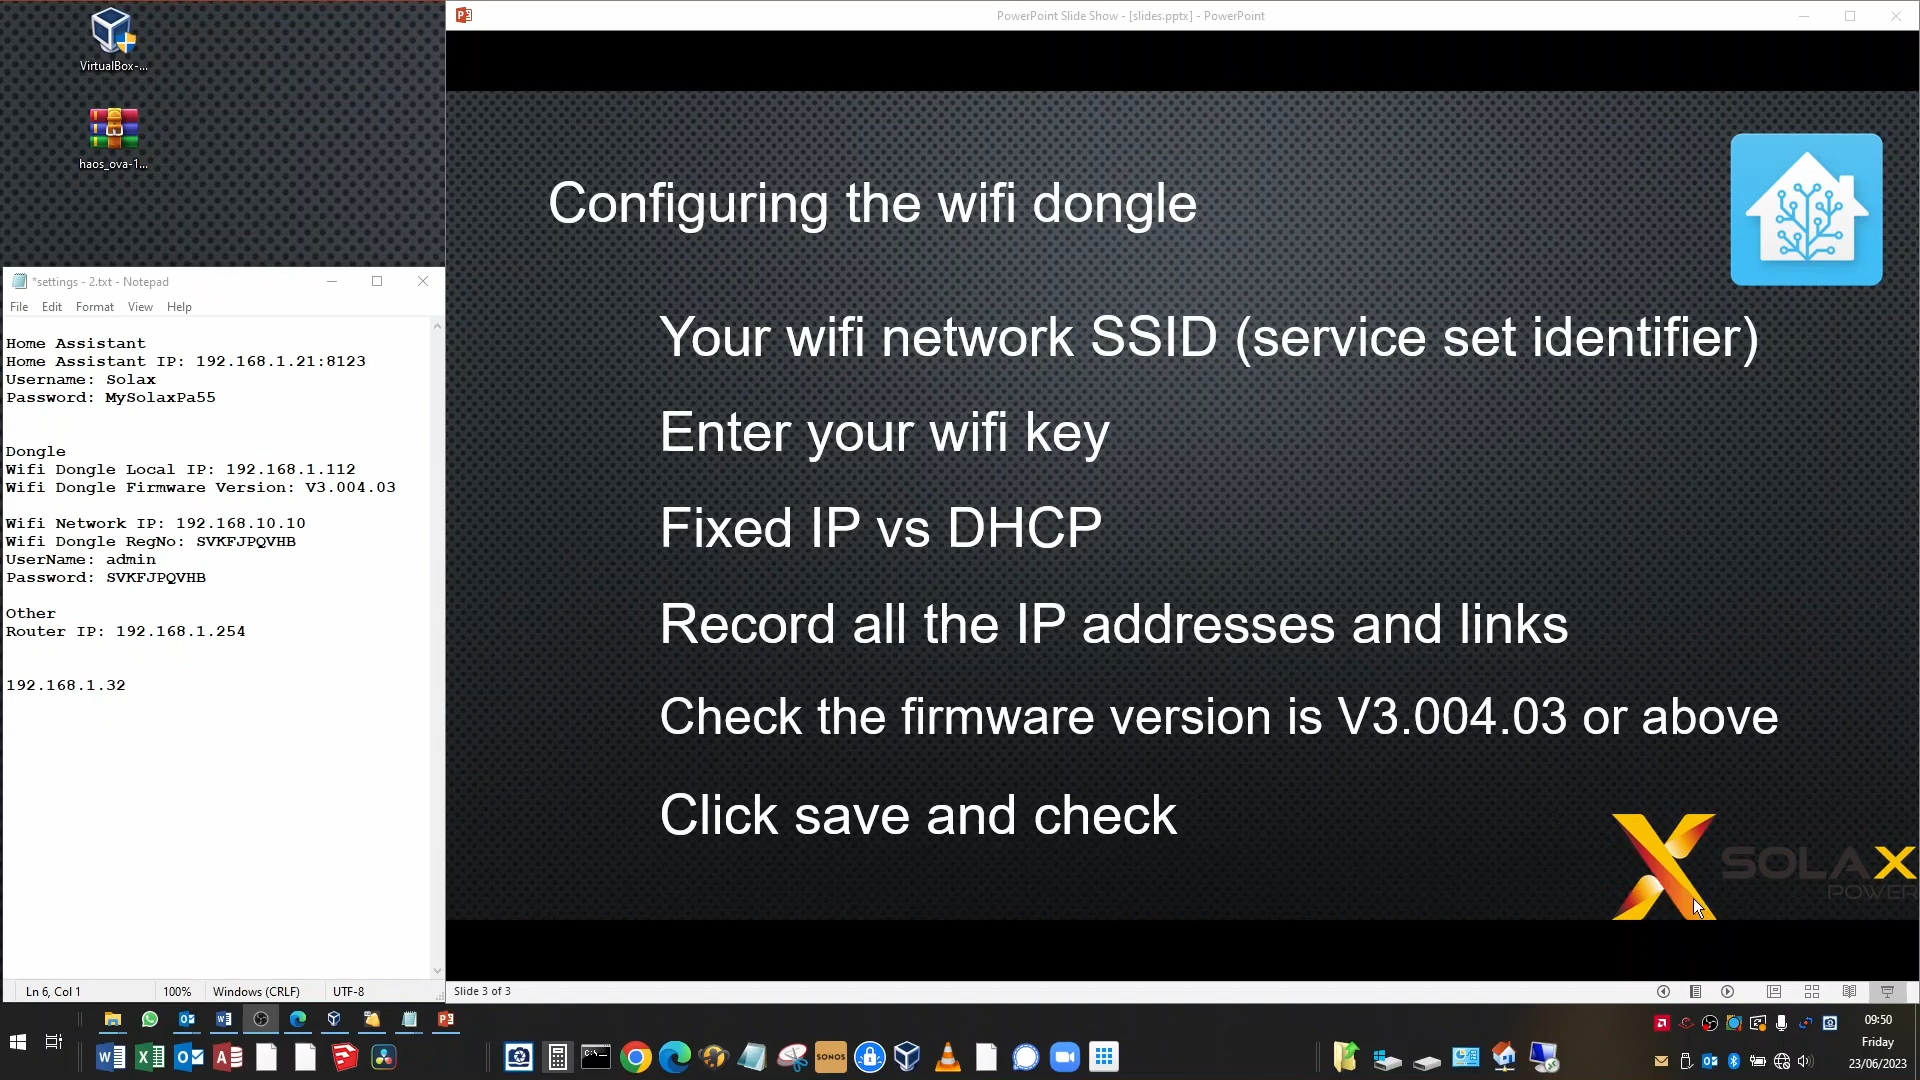 VirtualBox-...
haos_ova-1...
*settings - 2.txt - Notepad
File Edit Format View Help
Home Assistant
Home Assistant IP: 192.168.1.21:8123
Username: Solax
Password: MySolaxPa55
Dongle
Wifi Dongle Local IP: 192.168.1.112
Wifi Dongle Firmware Version: V3.004.03
Wifi Network IP: 192.168.10.10
Wifi Dongle RegNo: SVKFJPQVHB
UserName: admin
Password: SVKFJPQVHB
Other
Router IP: 192.168.1.254
192.168.1.32
Ln 6, Col 1 100% Windows (CRLF) UTF-8
PowerPoint Slide Show - [slides.pptx] - PowerPoint
Configuring the wifi dongle
Your wifi network SSID (service set identifier)
Enter your wifi key
Fixed IP vs DHCP
Record all the IP addresses and links
Check the firmware version is V3.004.03 or above
Click save and check
SOLAX
POWER
Slide 3 of 3
SONOS
09:50
Friday
23/06/2023